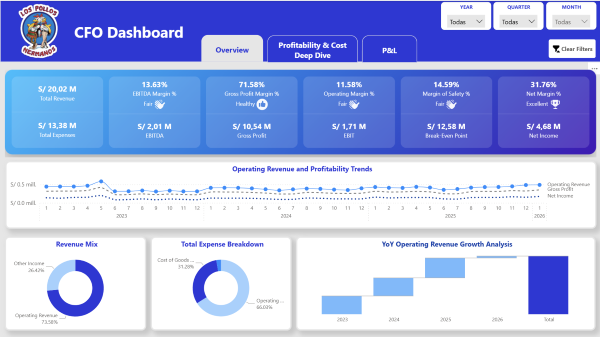 LOS POLLOS
HERMANOS
CFO Dashboard
Overview
Profitability & Cost
Deep Dive
P&L
YEAR
Todas
QUARTER
Todas
MONTH
Todas
Clear Filters
S/ 20,02 M
Total Revenue
13.63%
EBITDA Margin %
Fair
71.58%
Gross Profit Margin %
Healthy
11.58%
Operating Margin %
Fair
14.59%
Margin of Safety %
Fair
31.76%
Net Margin %
Excellent
S/ 13,38 M
Total Expenses
S/ 2,01 M
EBITDA
S/ 10,54 M
Gross Profit
S/ 1,71 M
EBIT
S/ 12,58 M
Break-Even Point
S/ 4,68 M
Net Income
Operating Revenue and Profitability Trends
S/ 0.5 mill.
S/ 0.0 mill.
Operating Revenue
Gross Profit
Net Income
1 2 3 4 5 6 7 8 9 10 11 12 1 2 3 4 5 6 7 8 9 10 11 12 1 2 3 4 5 6 7 8 9 10 11 12 1
2023 2024 2025 2026
Revenue Mix
Other Income
26.42%
Operating Revenue
73.58%
Total Expense Breakdown
Cost of Goods ...
31.28%
Operating ...
66.03%
YoY Operating Revenue Growth Analysis
2023 2024 2025 2026 Total